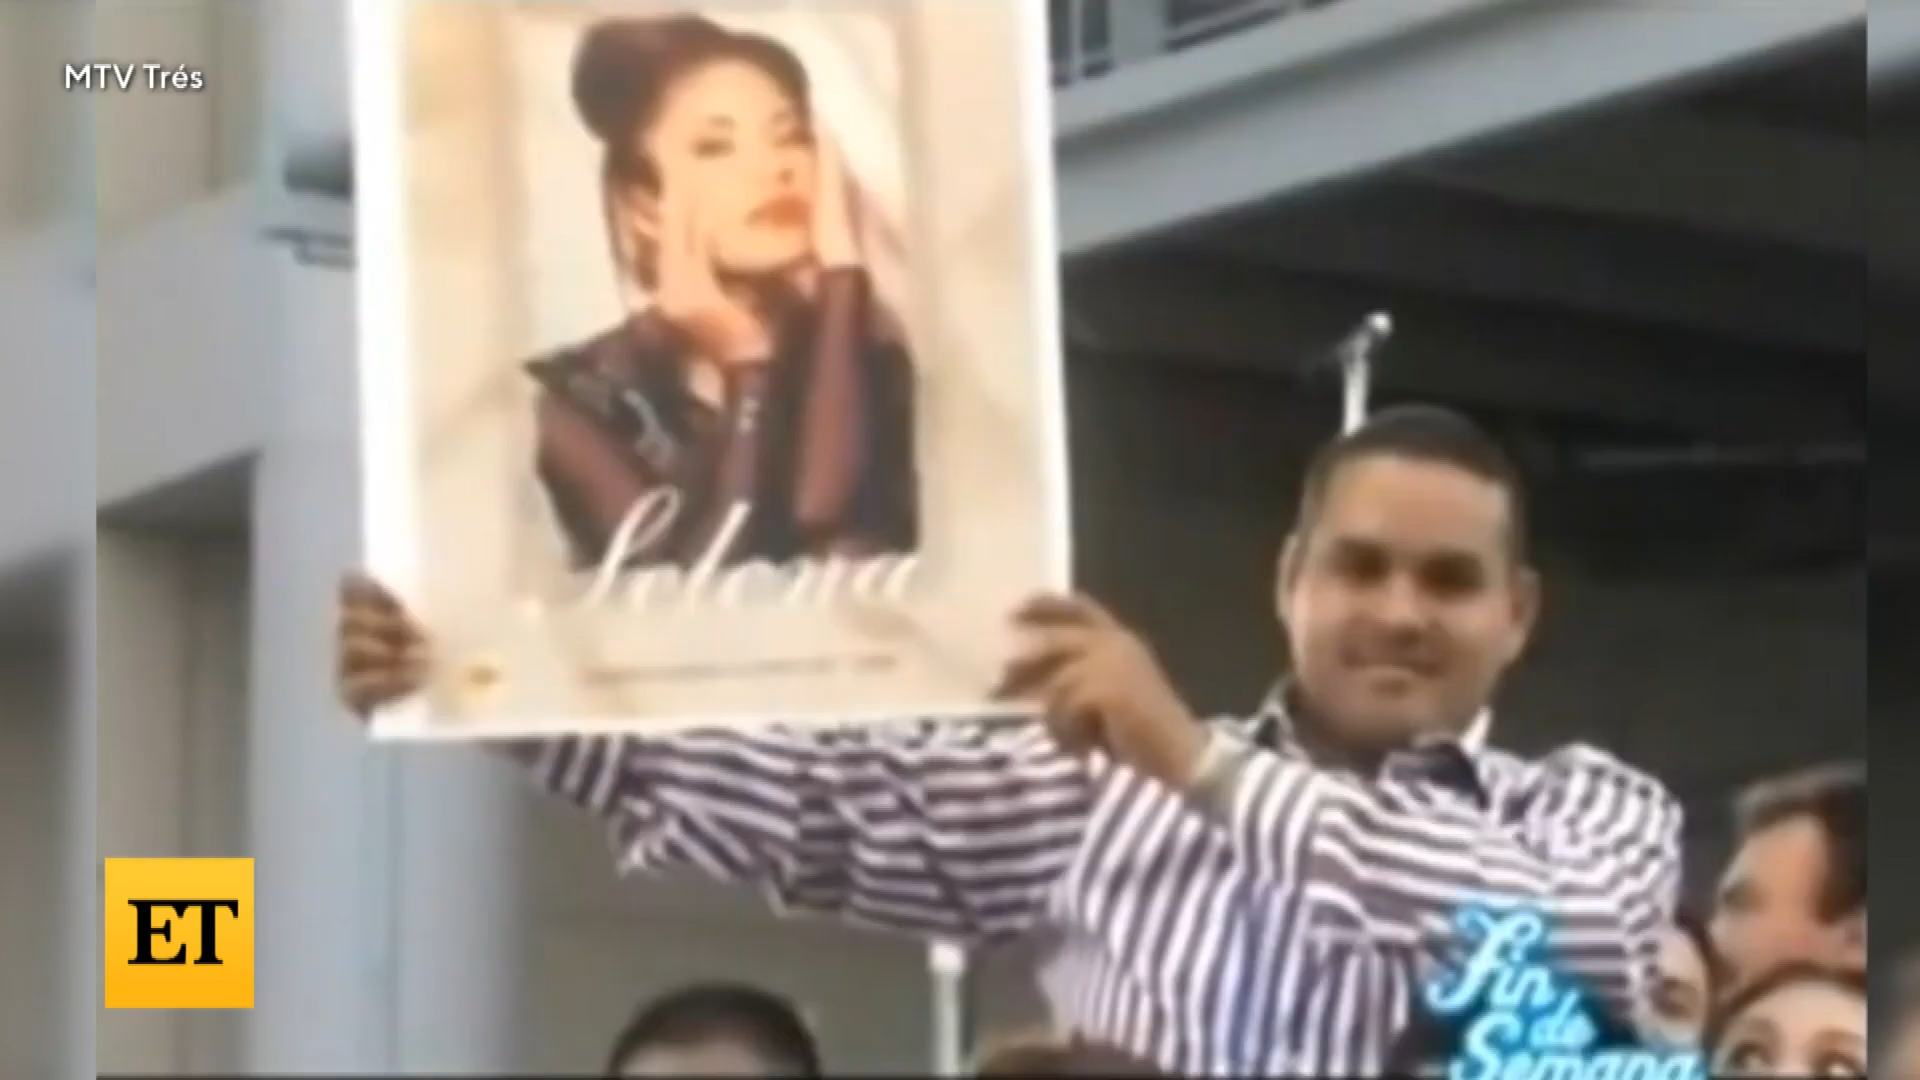 MTV Trés
Selena
ET
Fin
de
Semana